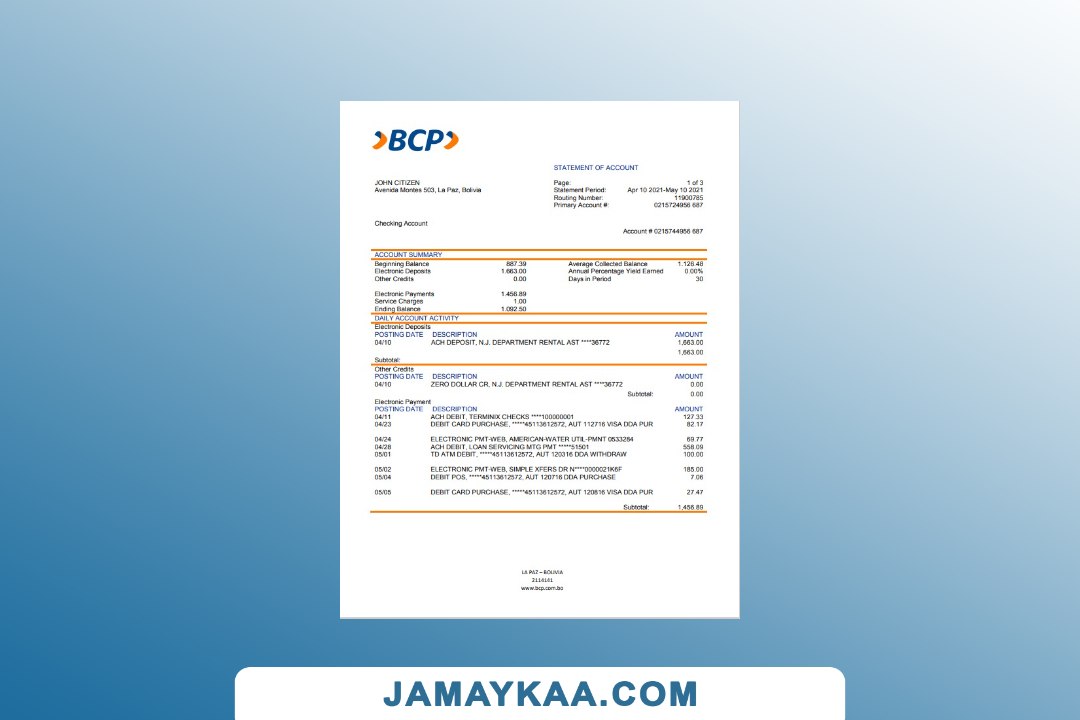 BCP
STATEMENT OF ACCOUNT
JOHN CITIZEN
Avenida Montes 503, La Paz, Bolivia
Page: 1 of 3
Statement Period: Apr 10 2021-May 10 2021
Routing Number: 11900785
Primary Account #: 0215724956 687
Checking Account
Account # 0215744956 687
ACCOUNT SUMMARY
Beginning Balance 887.39 Average Collected Balance 1.126.48
Electronic Deposits 1.663.00 Annual Percentage Yield Earned 0.00%
Other Credits 0.00 Days in Period 30
Electronic Payments 1.456.89
Service Charges 1.00
Ending Balance 1.092.50
DAILY ACCOUNT ACTIVITY
Electronic Deposits
POSTING DATE DESCRIPTION AMOUNT
04/10 ACH DEPOSIT, N.J. DEPARTMENT RENTAL AST ****36772 1,663.00
1,663.00
Subtotal:
Other Credits
POSTING DATE DESCRIPTION AMOUNT
04/10 ZERO DOLLAR CR, N.J. DEPARTMENT RENTAL AST ****36772 0.00
Subtotal: 0.00
Electronic Payment
POSTING DATE DESCRIPTION AMOUNT
04/11 ACH DEBIT, TERMINIX CHECKS ****100000001 127.33
04/23 DEBIT CARD PURCHASE, *****45113612572, AUT 112716 VISA DDA PUR 82.17
04/24 ELECTRONIC PMT-WEB, AMERICAN-WATER UTIL-PMNT 0533284 69.77
04/28 ACH DEBIT, LOAN SERVICING MTG PMT *****51501 558.09
05/01 TD ATM DEBIT, *****45113612572, AUT 120316 DDA WITHDRAW 100.00
05/02 ELECTRONIC PMT-WEB, SIMPLE XFERS DR N****0000021K6F 185.00
05/04 DEBIT POS, *****45113612572, AUT 120716 DDA PURCHASE 7.06
05/05 DEBIT CARD PURCHASE, *****45113612572, AUT 120816 VISA DDA PUR 27.47
Subtotal: 1,456.89
LA PAZ – BOLIVIA
2114141
www.bcp.com.bo
JAMAYKAA.COM